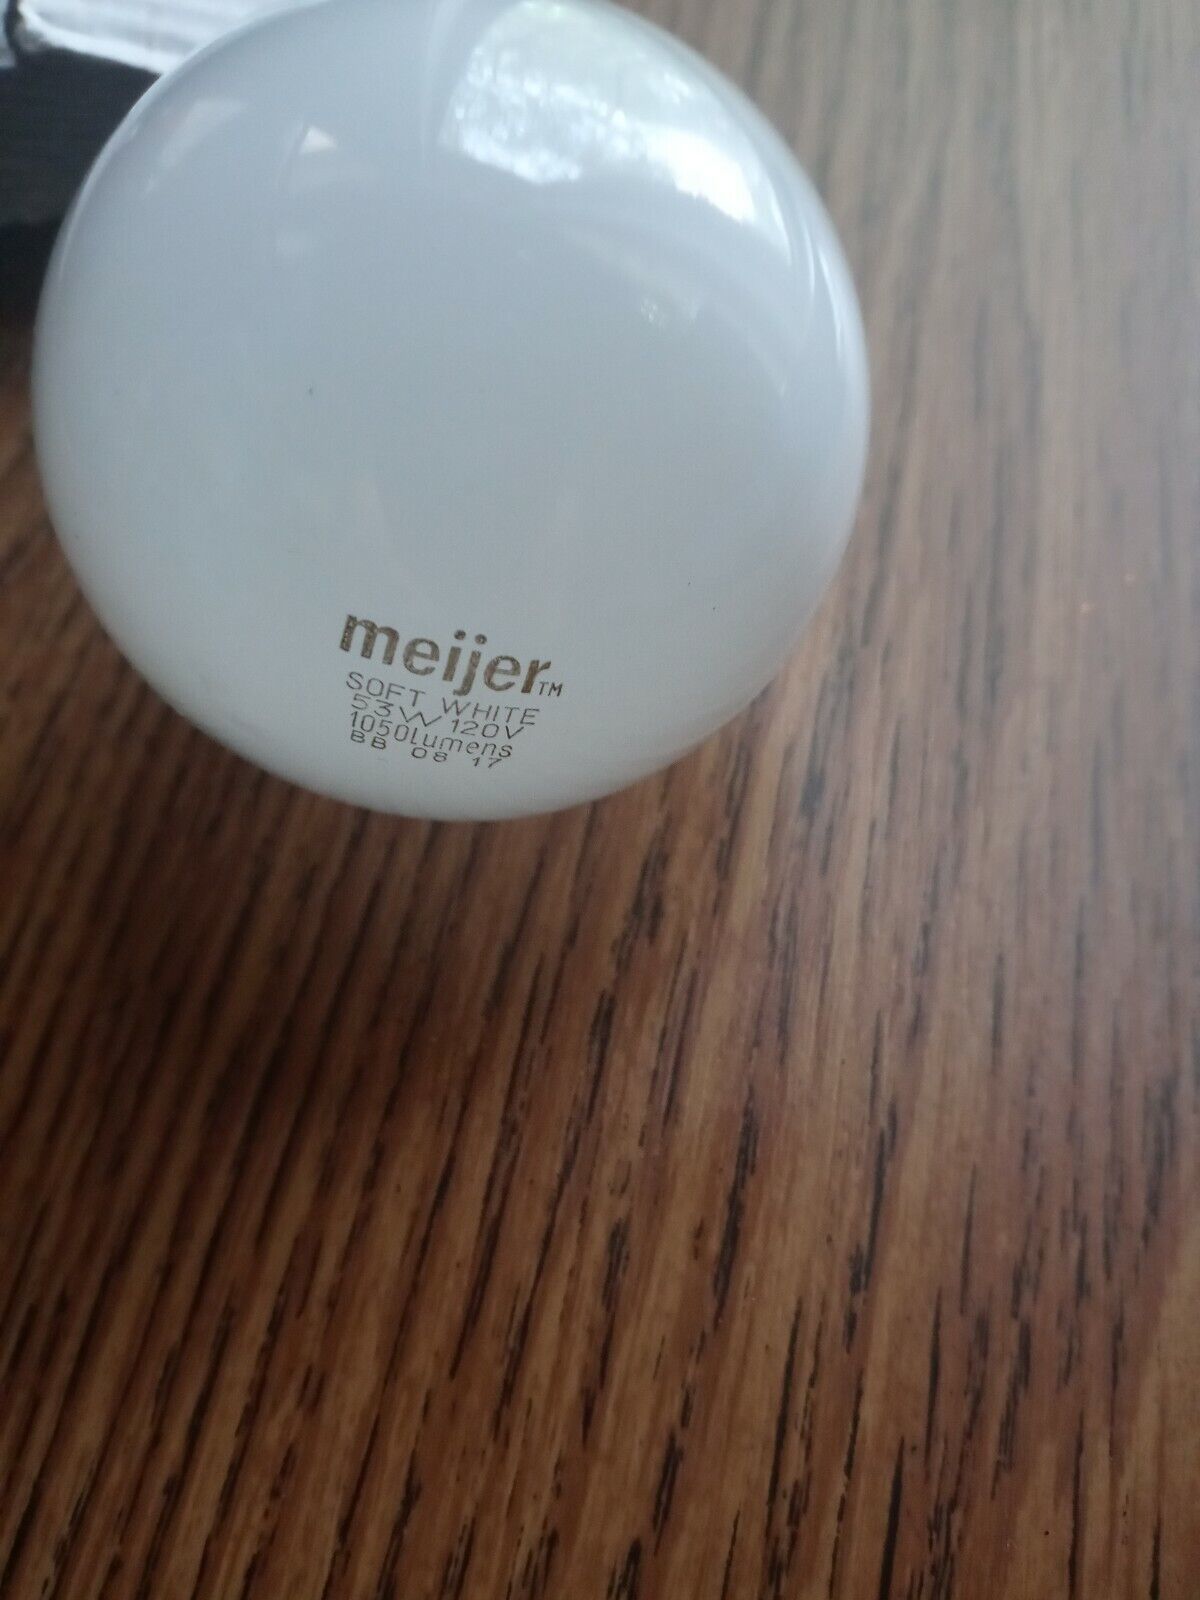 meijer™
SOFT WHITE
53W 120V
1050lumens
BB 08 17